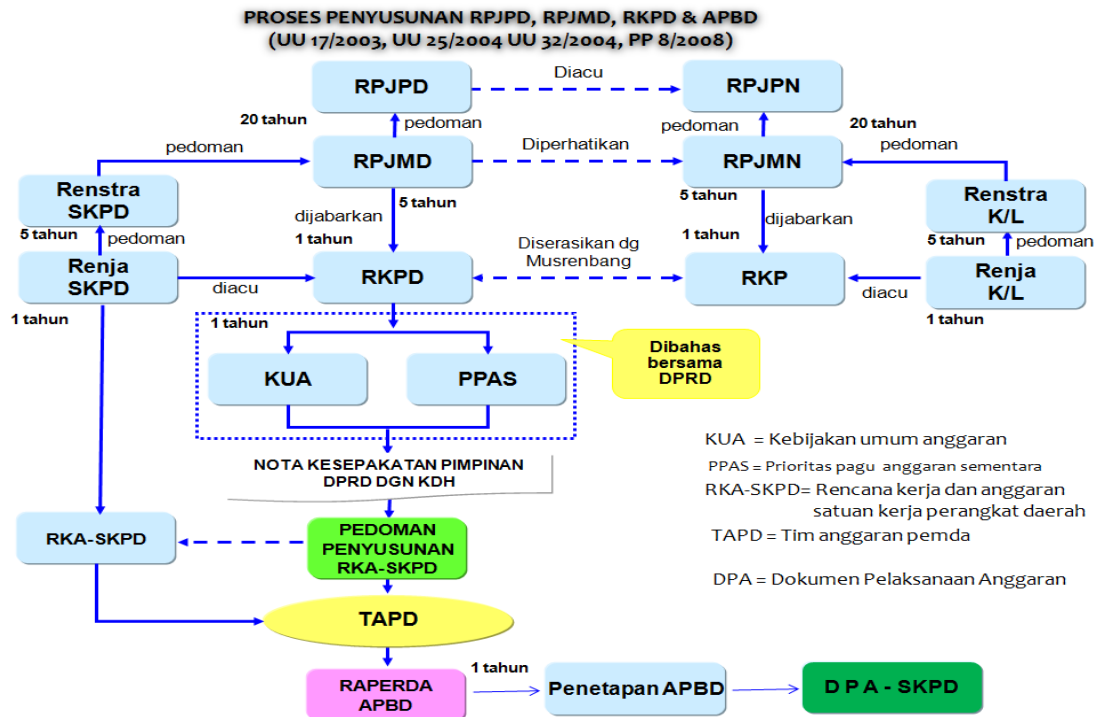 PROSES PENYUSUNAN RPJPD, RPJMD, RKPD & APBD
(UU 17/2003, UU 25/2004 UU 32/2004, PP 8/2008)
RPJPD
Diacu
RPJPN
20 tahun
pedoman
pedoman
20 tahun
pedoman
RPJMD
Diperhatikan
RPJMN
pedoman
Renstra
SKPD
5 tahun
5 tahun
Renstra
K/L
5 tahun
pedoman
dijabarkan
1 tahun
dijabarkan
1 tahun
5 tahun
pedoman
Renja
SKPD
diacu
RKPD
Diserasikan dg
Musrenbang
RKP
diacu
Renja
K/L
1 tahun
1 tahun
1 tahun
KUA
PPAS
Dibahas
bersama
DPRD
KUA = Kebijakan umum anggaran
PPAS = Prioritas pagu anggaran sementara
RKA-SKPD= Rencana kerja dan anggaran
satuan kerja perangkat daerah
TAPD = Tim anggaran pemda
DPA = Dokumen Pelaksanaan Anggaran
NOTA KESEPAKATAN PIMPINAN
DPRD DGN KDH
RKA-SKPD
PEDOMAN
PENYUSUNAN
RKA-SKPD
TAPD
RAPERDA
APBD
1 tahun
Penetapan APBD
D P A - SKPD